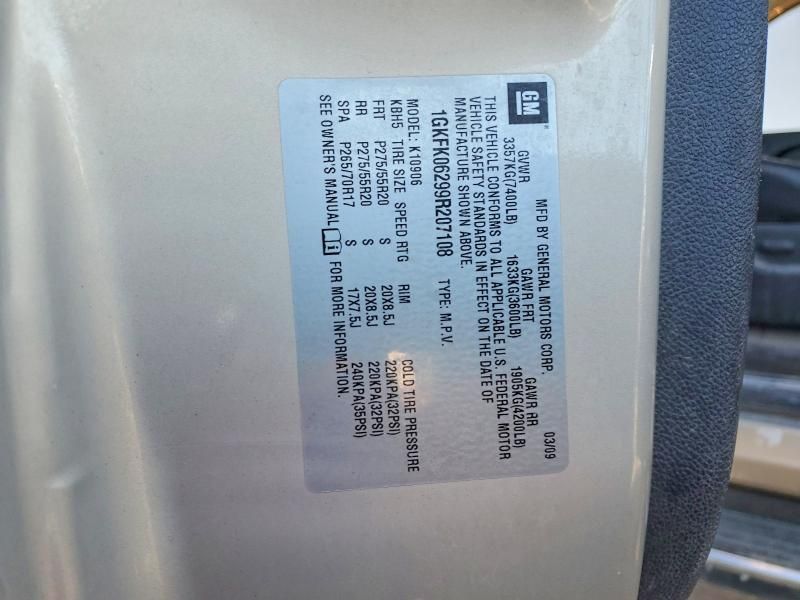 GM
MFD BY GENERAL MOTORS CORP. 03/09
GVWR GAWR FRT GAWR RR
3357KG(7400LB) 1633KG(3600LB) 1905KG(4200LB)
THIS VEHICLE CONFORMS TO ALL APPLICABLE U.S. FEDERAL MOTOR
VEHICLE SAFETY STANDARDS IN EFFECT ON THE DATE OF
MANUFACTURE SHOWN ABOVE.
1GKFK06299R207108 TYPE: M.P.V.
MODEL: K10906
KBH5 TIRE SIZE SPEED RTG RIM COLD TIRE PRESSURE
FRT P275/55R20 S 20X8.5J 220KPA(32PSI)
RR P275/55R20 S 20X8.5J 220KPA(32PSI)
SPA P265/70R17 S 17X7.5J 240KPA(35PSI)
SEE OWNER'S MANUAL FOR MORE INFORMATION.